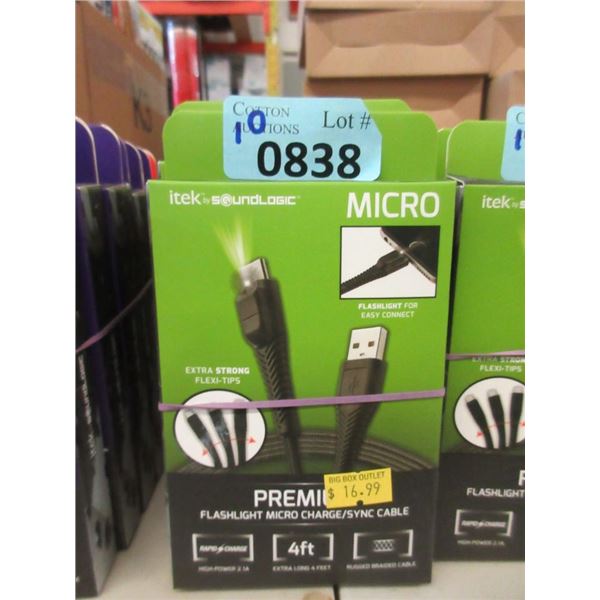 COTTON
AUCTIONS Lot #
10
0838
itek by SOUNDLOGIC
MICRO
FLASHLIGHT FOR
EASY CONNECT
EXTRA STRONG
FLEXI-TIPS
BIG BOX OUTLET
$ 16.99
FLASHLIGHT MICRO CHARGE/SYNC CABLE
RAPID CHARGE
HIGH-POWER 2.1A
4ft
EXTRA LONG 4 FEET
RUGGED BRAIDED CABLE
itek by
EXTRA STRONG
FLEXI-TIPS
FLASHLIGHT
RAPID CHARGE
HIGH-POWER 2.1A